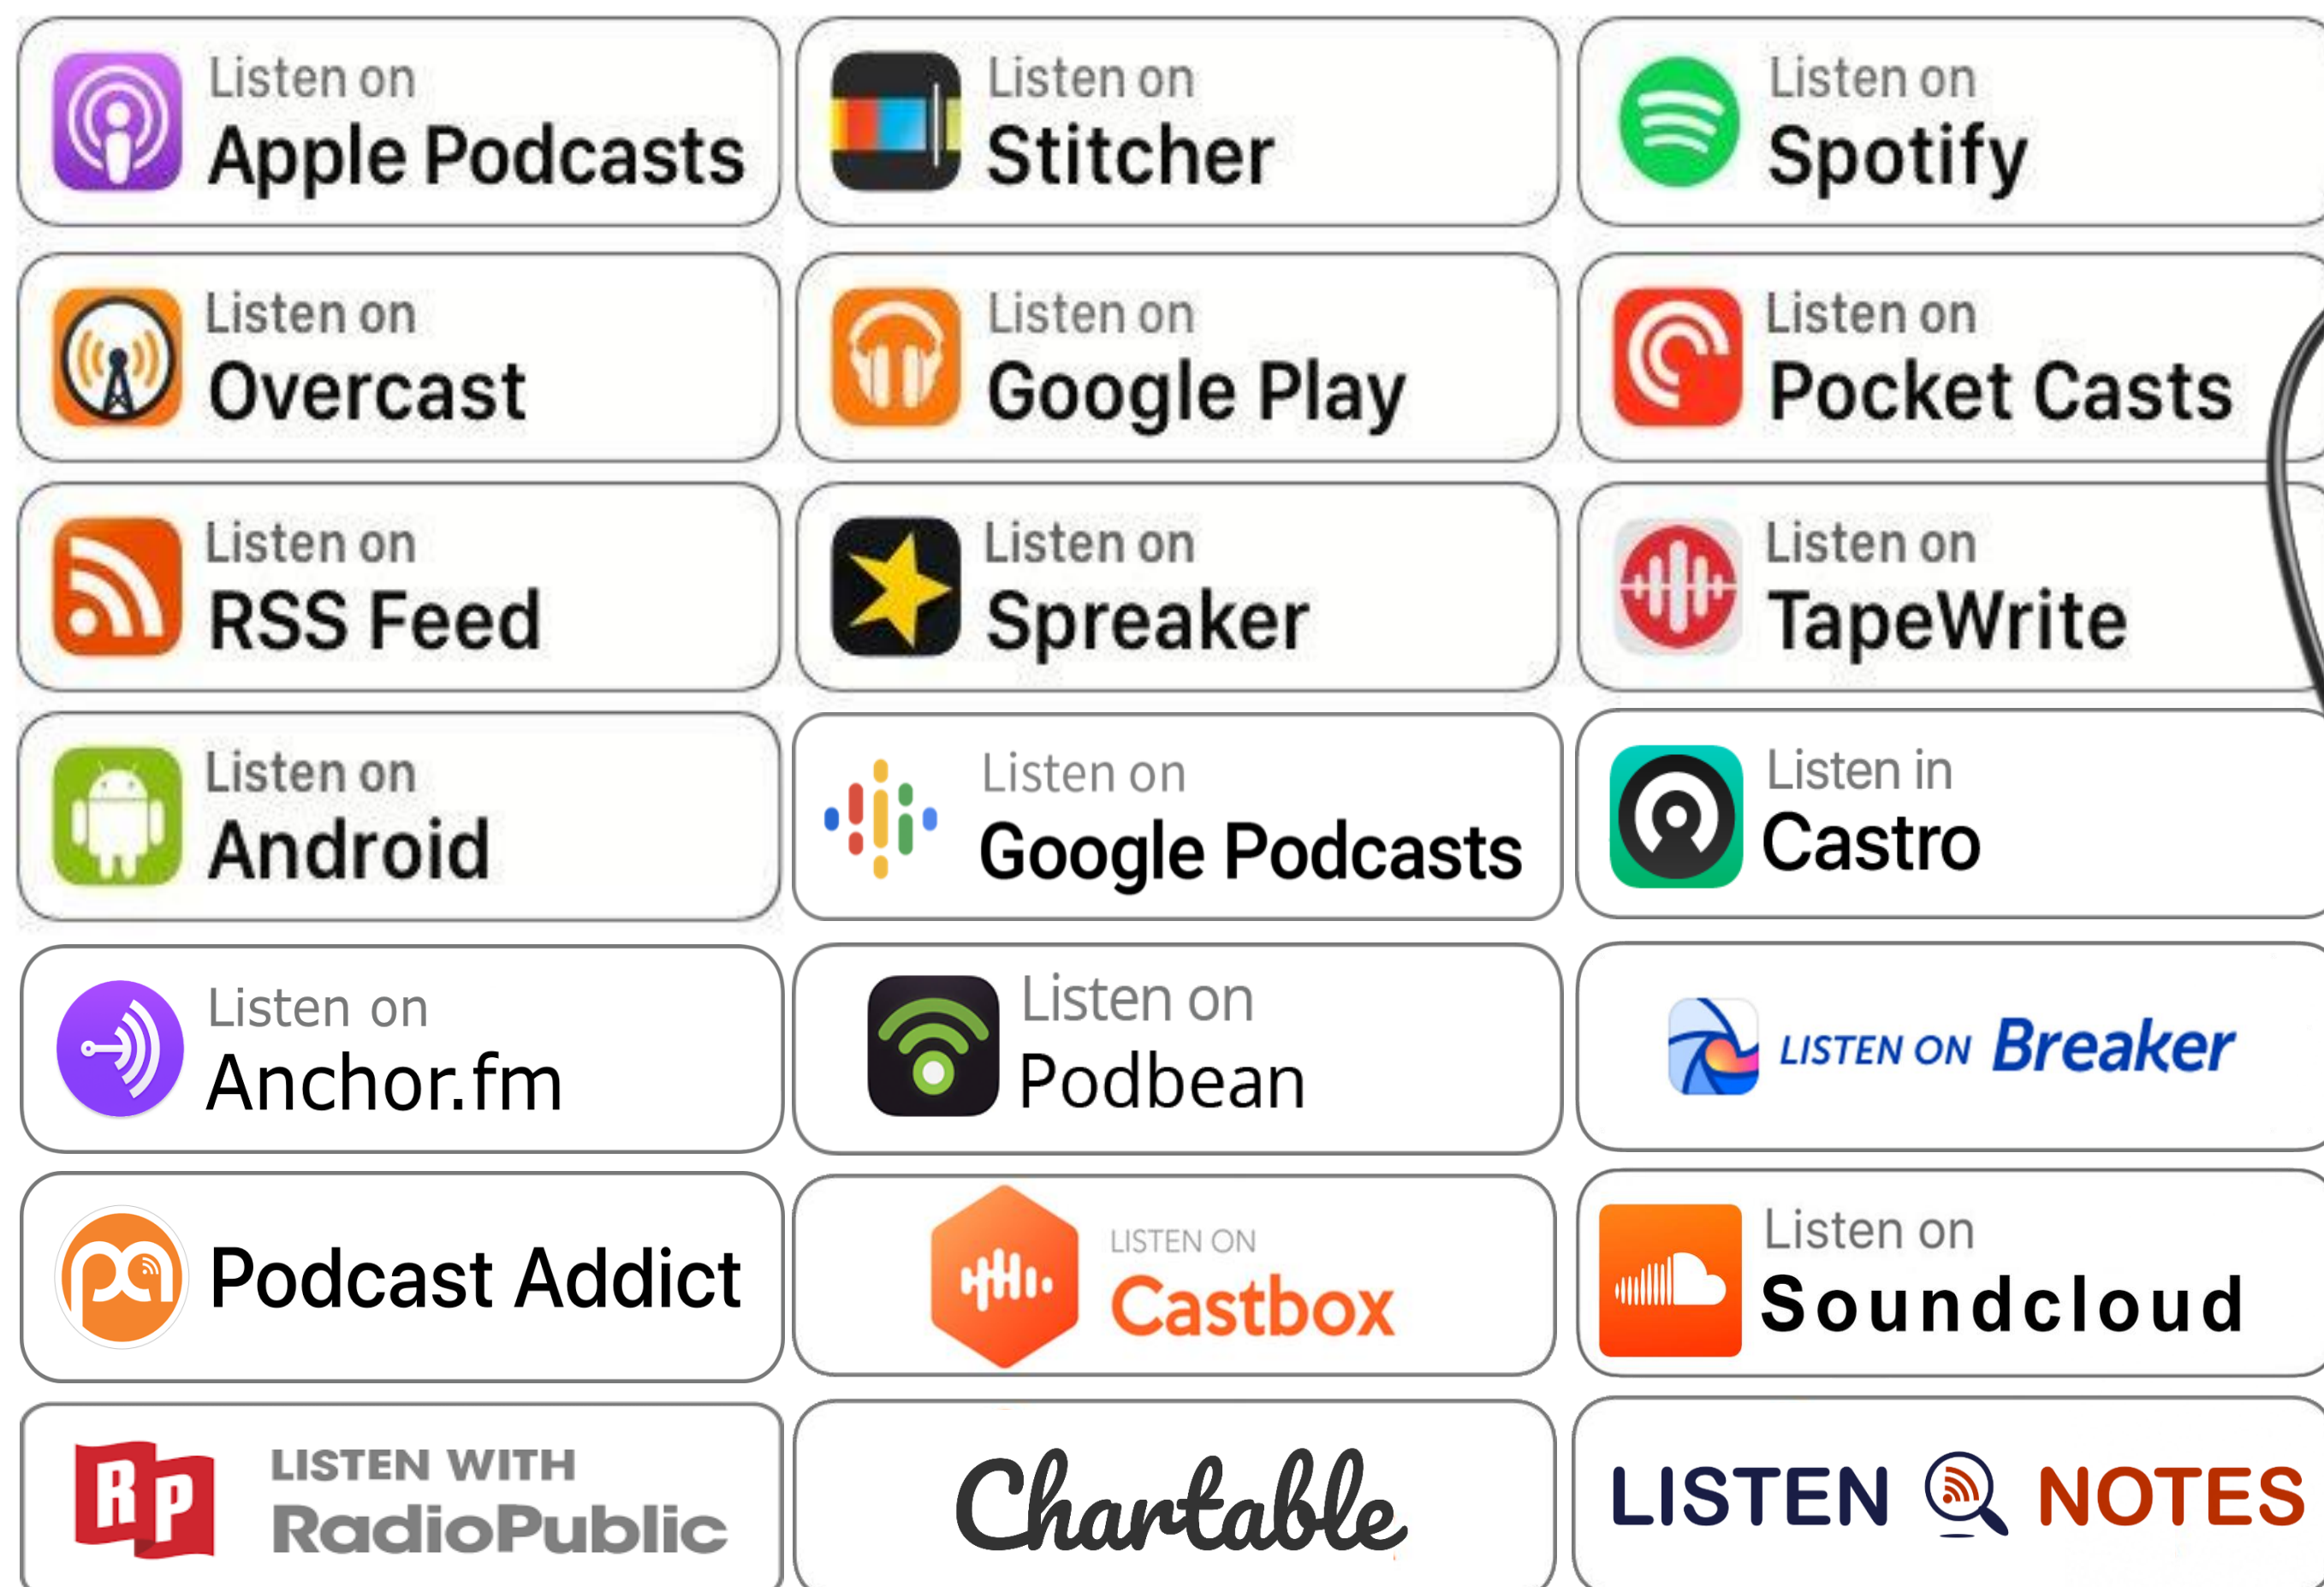 Listen on
Apple Podcasts
Listen on
Stitcher
Listen on
Spotify
Listen on
Overcast
Listen on
Google Play
Listen on
Pocket Casts
Listen on
RSS Feed
Listen on
Spreaker
Listen on
TapeWrite
Listen on
Android
Listen on
Google Podcasts
Listen in
Castro
Listen on
Anchor.fm
Listen on
Podbean
LISTEN ON Breaker
Podcast Addict
LISTEN ON
Castbox
Listen on
Soundcloud
RP
LISTEN WITH
RadioPublic
Chartable
LISTEN NOTES